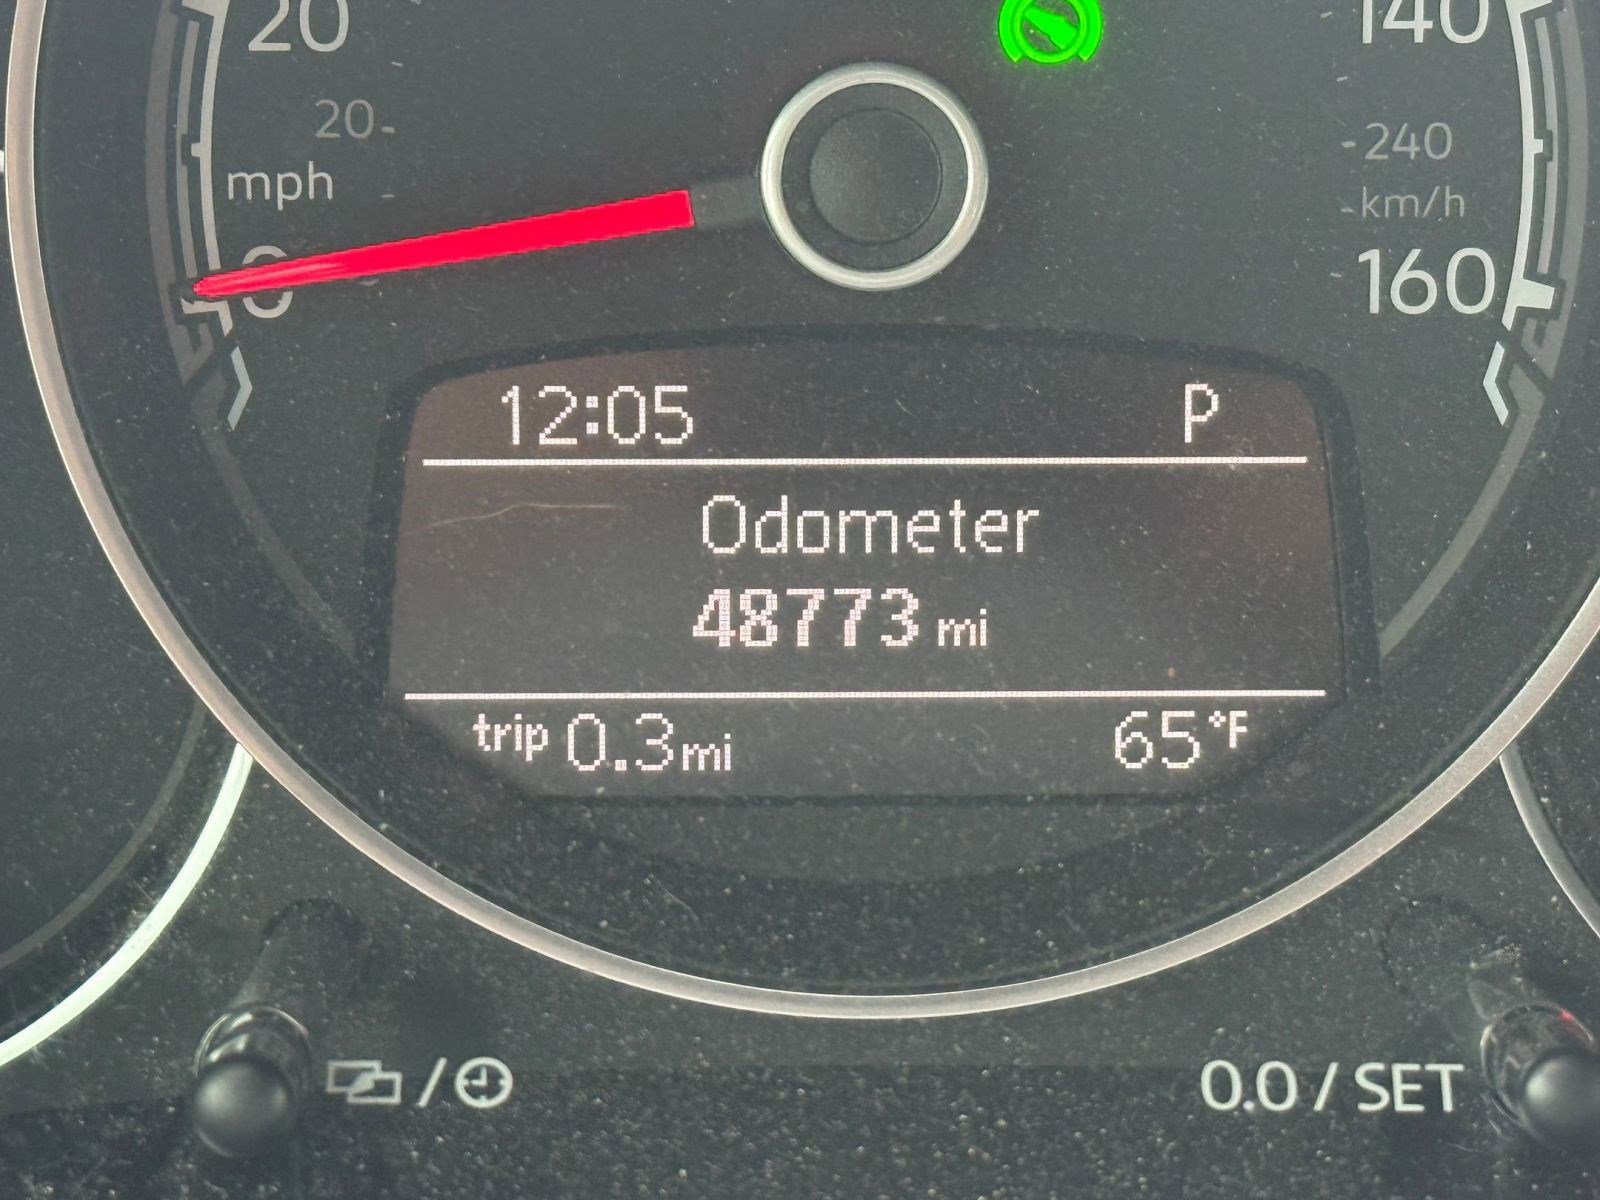 20
140
20
240
mph
km/h
0
160
12:05 P
Odometer
48773 mi
trip 0.3 mi 65°F
/
0.0 / SET